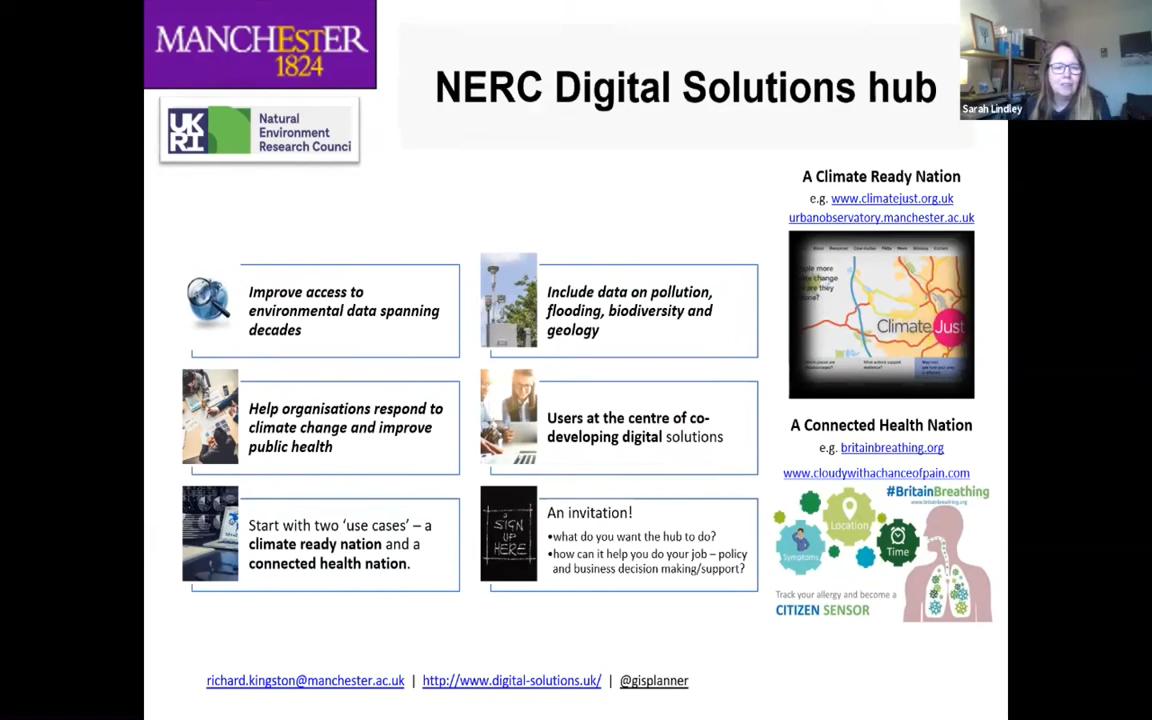 MANCHESTER
1824
NERC Digital Solutions hub
Sarah Lindley
UK
RI
Natural
Environment
Research Counci
A Climate Ready Nation
e.g. www.climatejust.org.uk
urbanobservatory.manchester.ac.uk
Improve access to
environmental data spanning
decades
Include data on pollution,
flooding, biodiversity and
geology
ClimateJust
Help organisations respond to
climate change and improve
public health
Users at the centre of co-
developing digital solutions
A Connected Health Nation
e.g. britainbreathing.org
www.cloudywithachanceofpain.com
Start with two ‘use cases’ – a
climate ready nation and a
connected health nation.
SIGN
UP
HERE
An invitation!
•what do you want the hub to do?
•how can it help you do your job – policy
and business decision making/support?
#BritainBreathing
www.britainbreathing.org
Location
Symptoms
Time
Track your allergy and become a
CITIZEN SENSOR
richard.kingston@manchester.ac.uk | http://www.digital-solutions.uk/ | @gisplanner